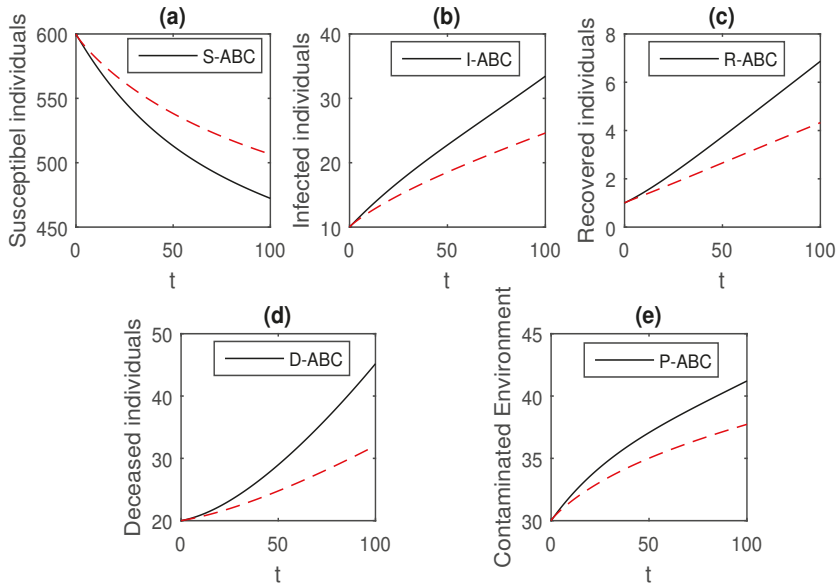 (a)
Susceptibel individuals
600
550
500
450
S-ABC
0
50
100
t
(b)
Infected individuals
40
30
20
10
I-ABC
0
50
100
t
(c)
Recovered individuals
8
6
4
2
0
R-ABC
0
50
100
t
(d)
Deceased individuals
50
40
30
20
D-ABC
0
50
100
t
(e)
Contaminated Environment
45
40
35
30
P-ABC
0
50
100
t